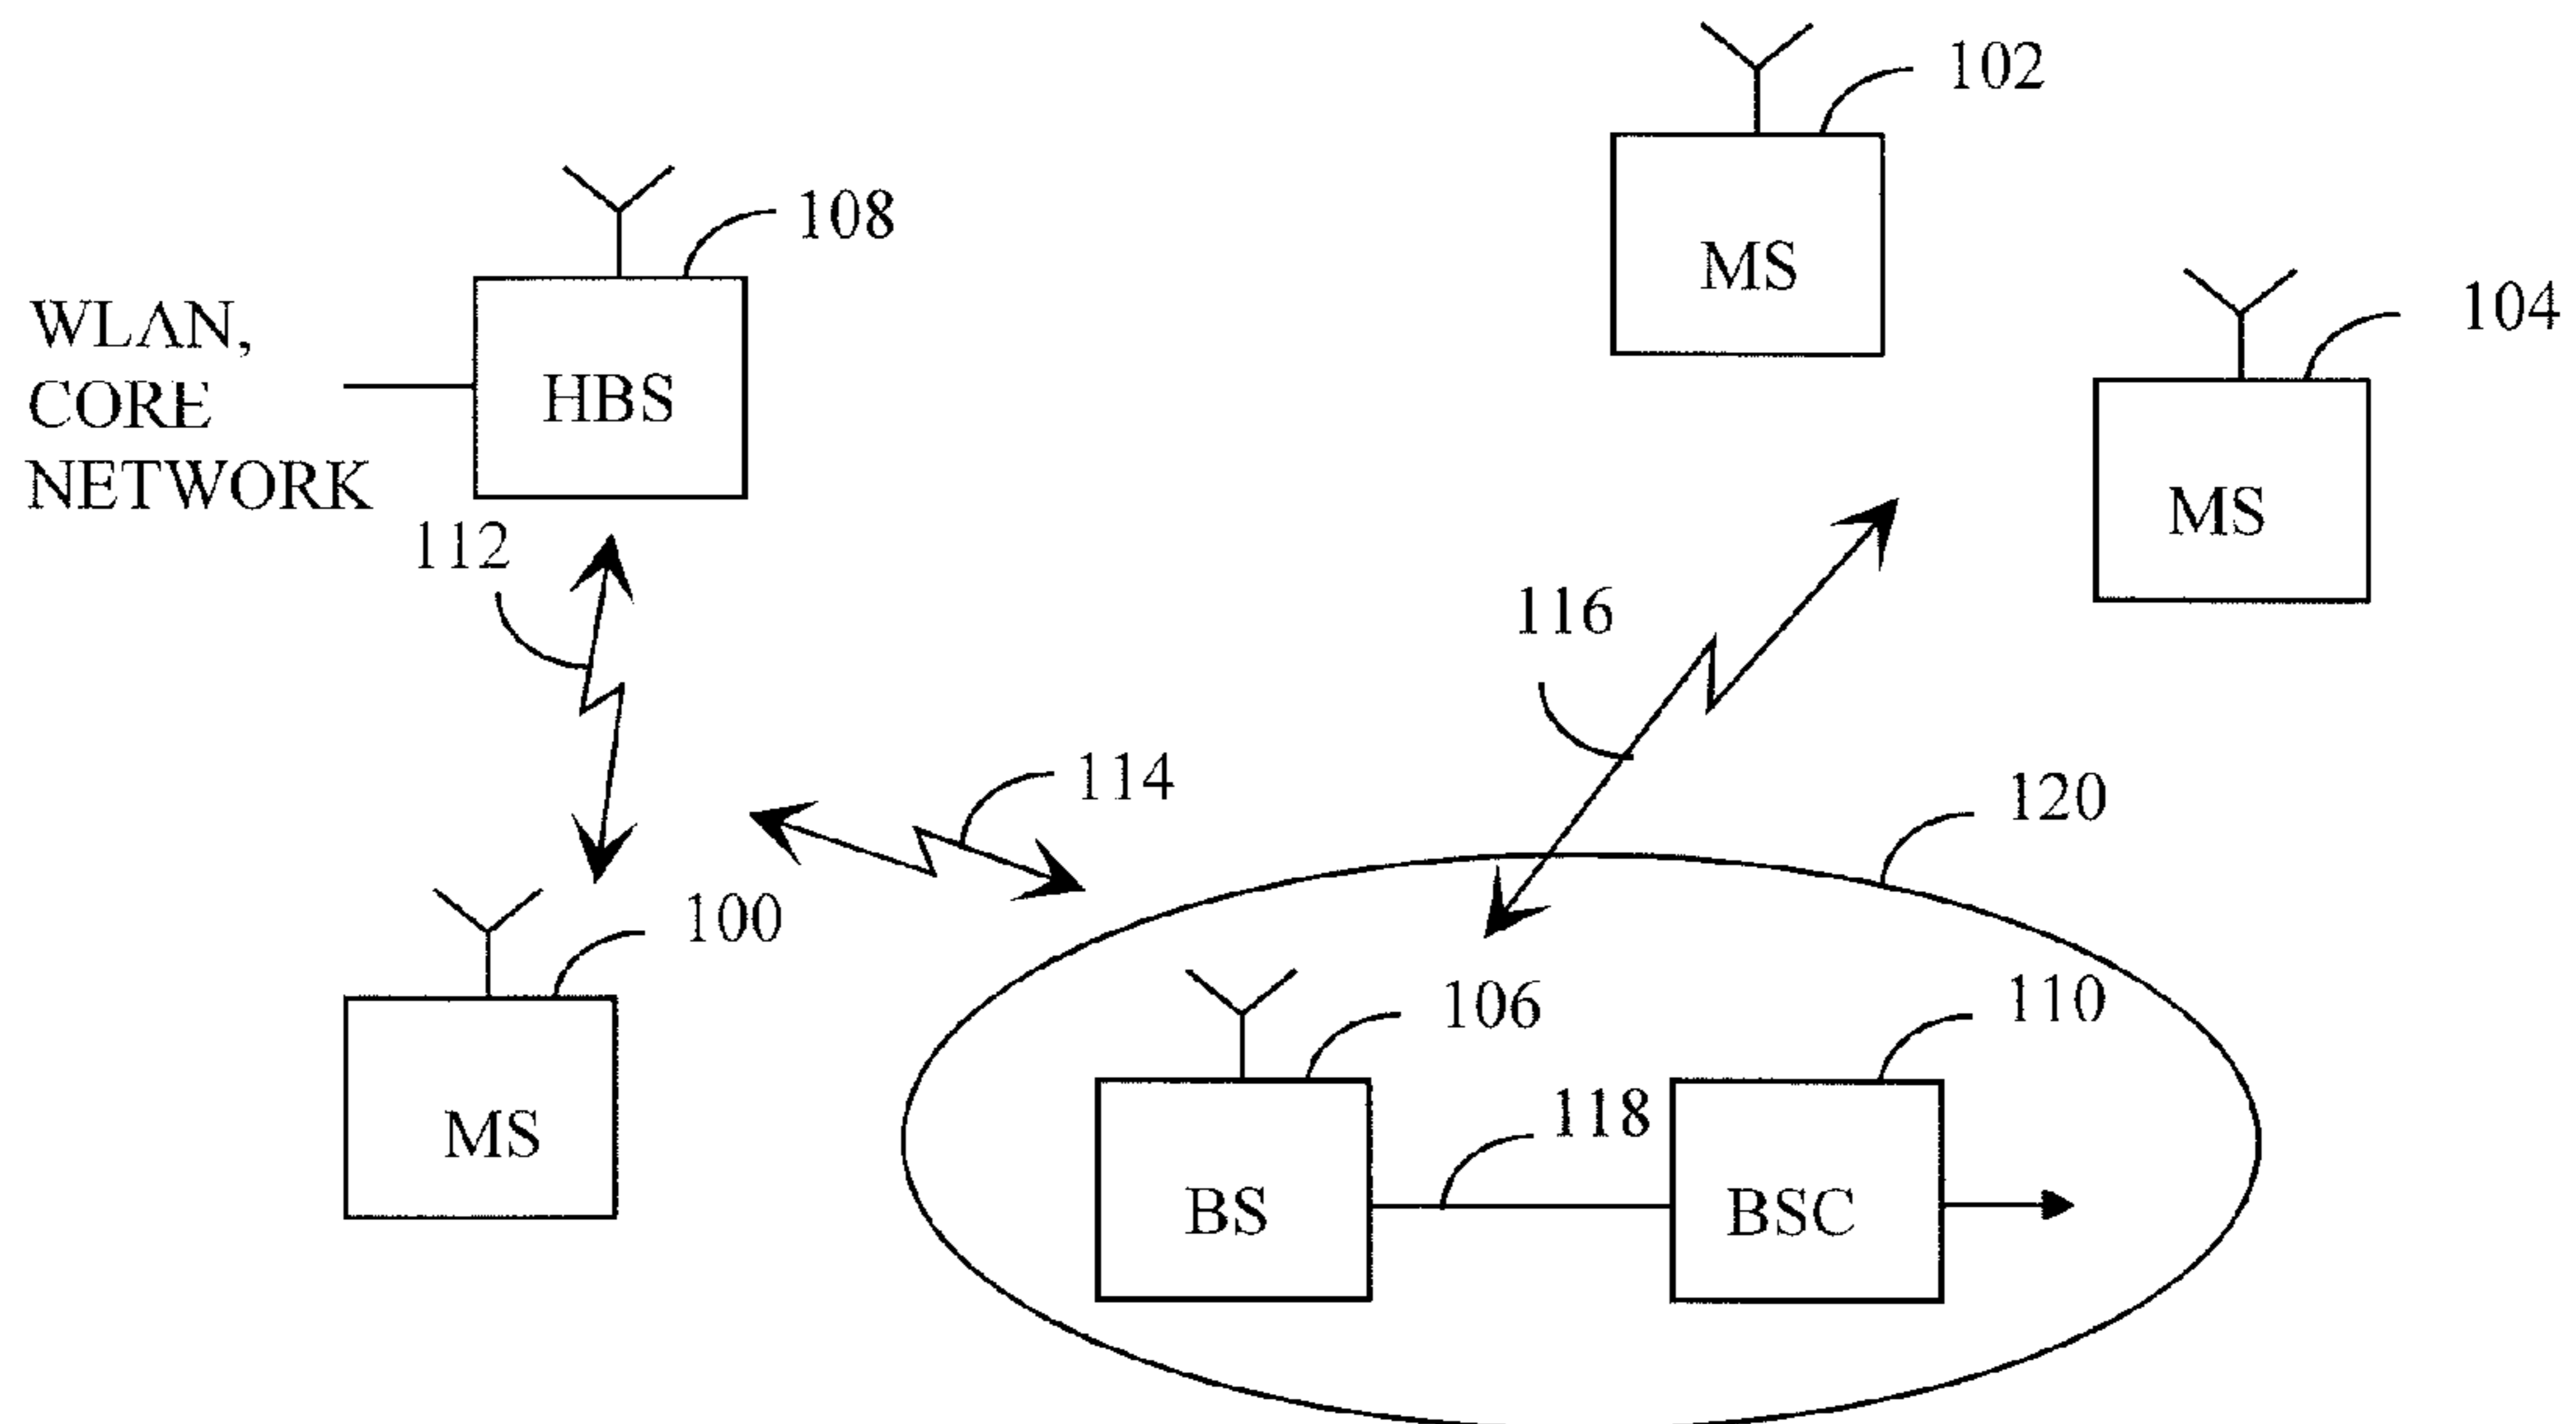 102
108
MS
104
WLAN,
CORE
NETWORK
HBS
MS
112
116
114
120
100
106
110
MS
118
BS
BSC